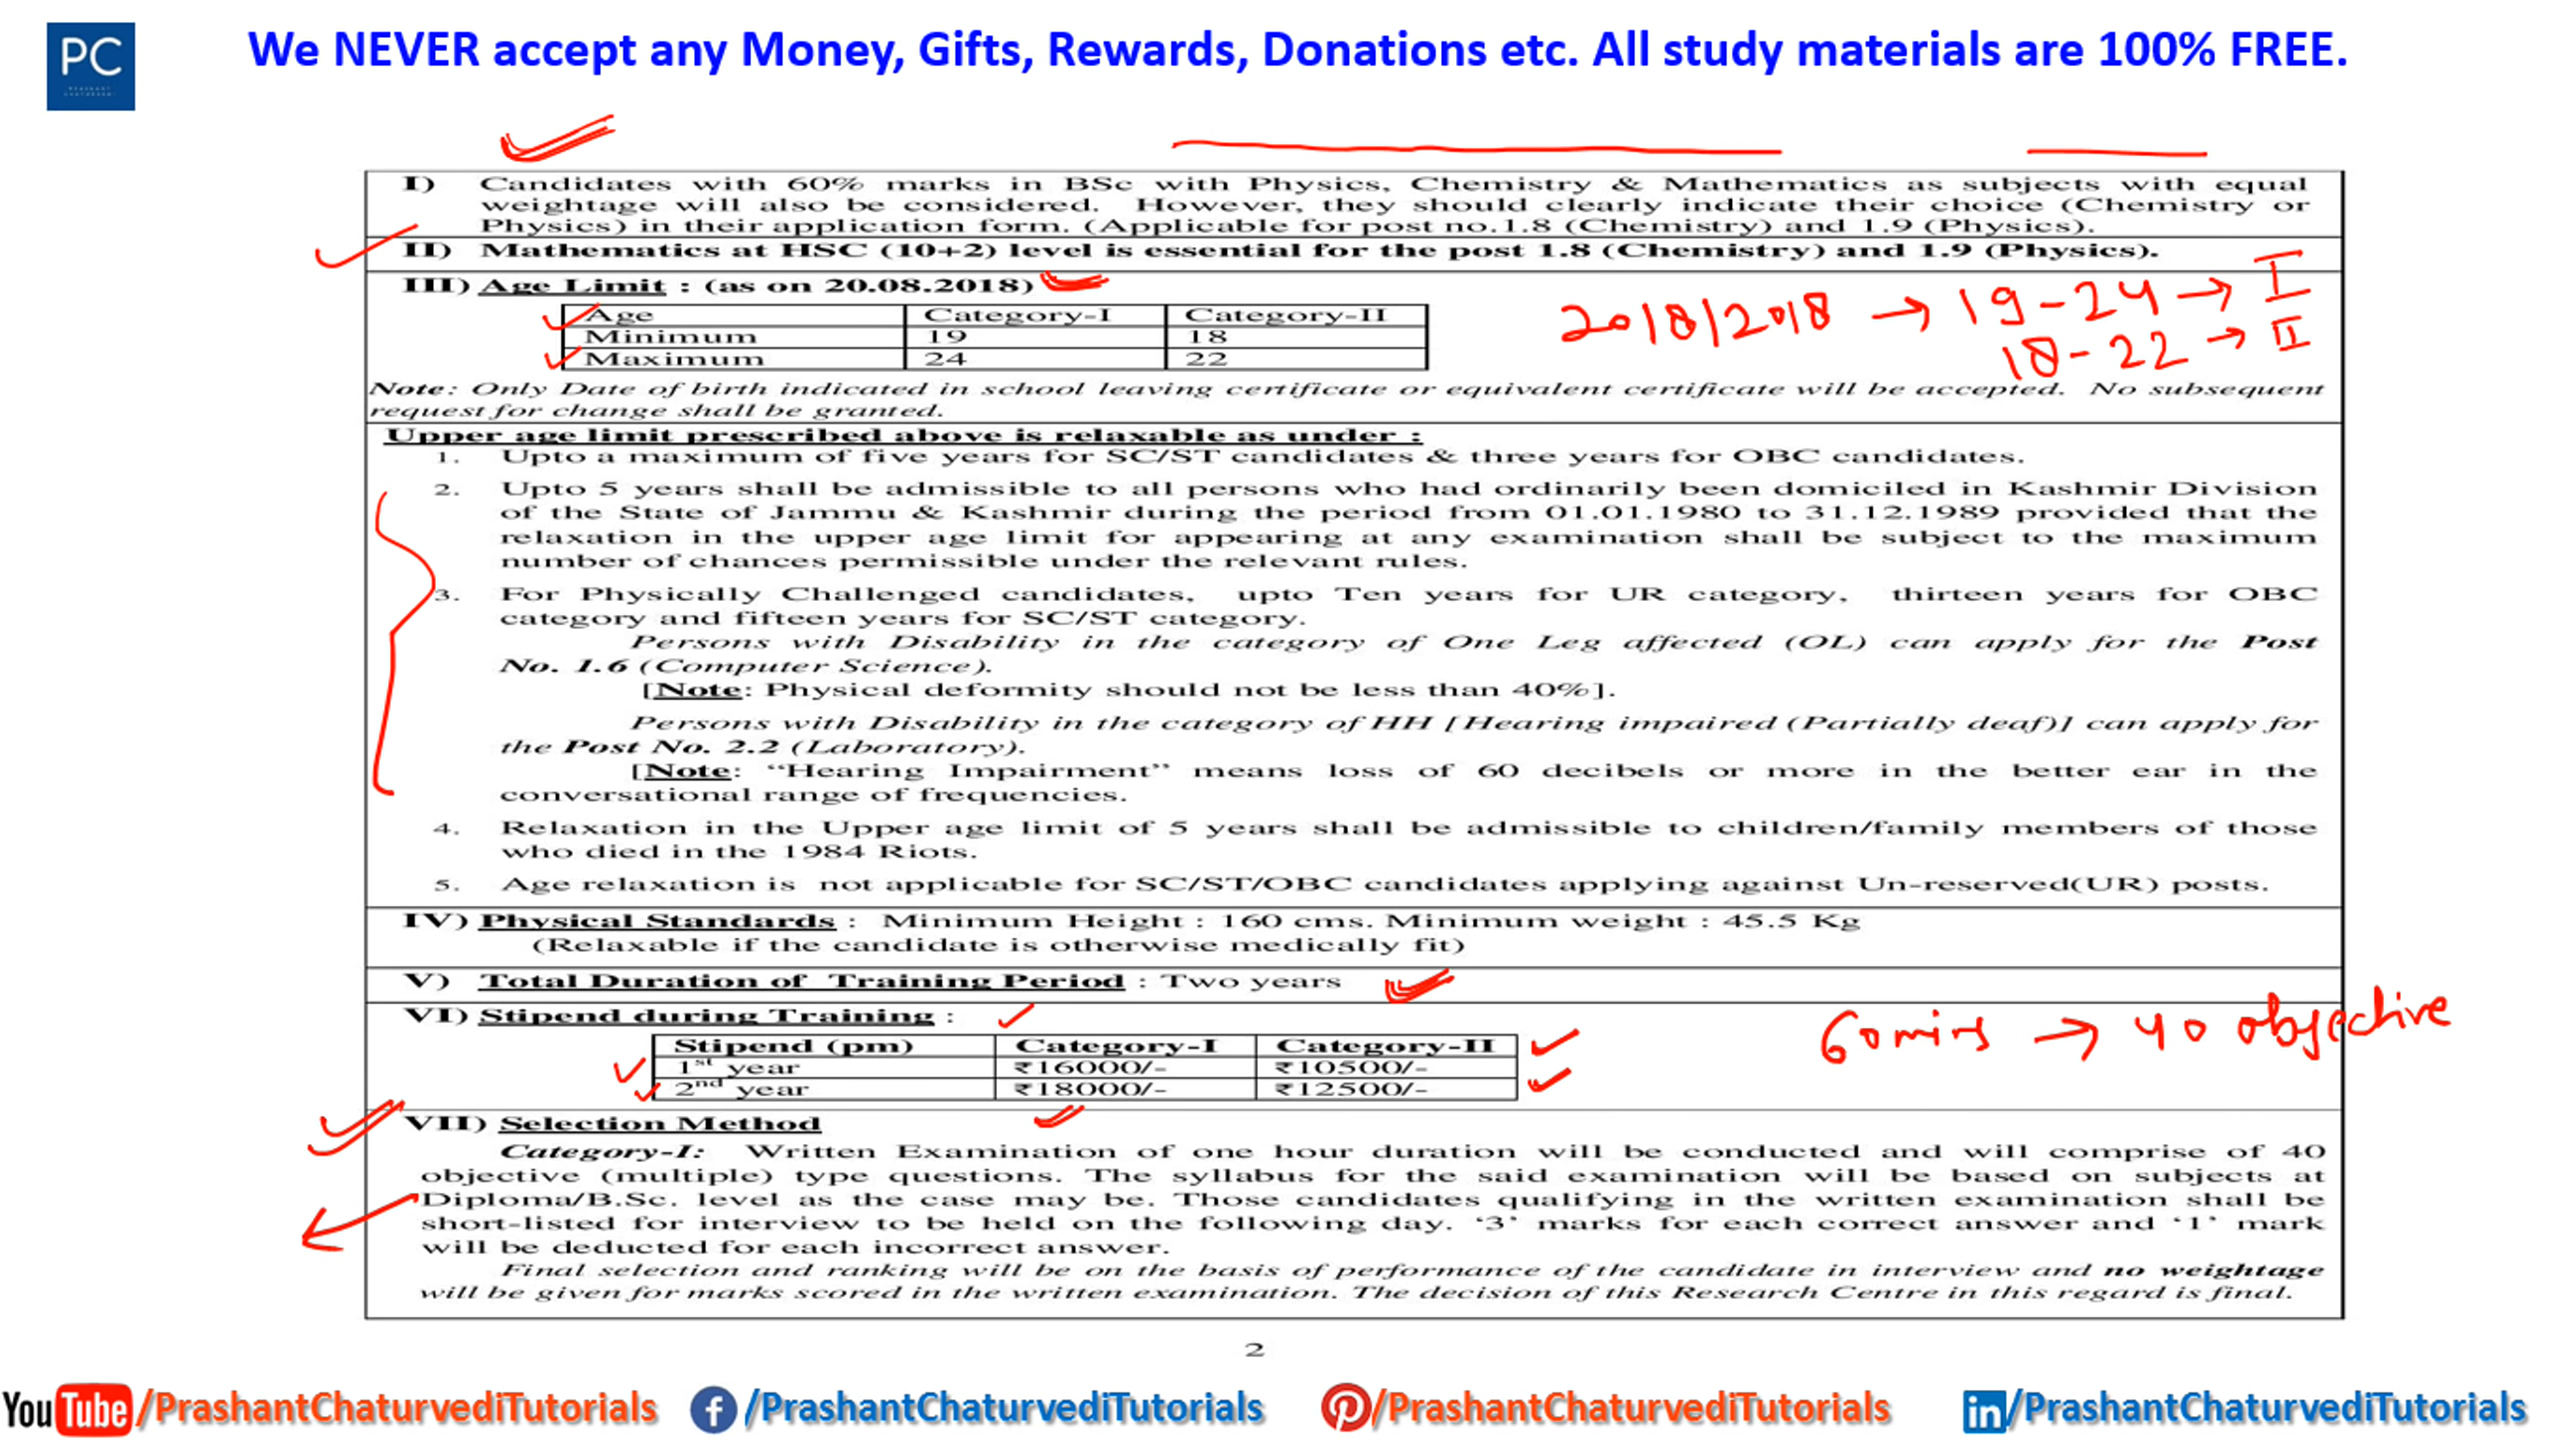 PC
We NEVER accept any Money, Gifts, Rewards, Donations etc. All study materials are 100% FREE.
I) Candidates with 60% marks in BSc with Physics, Chemistry & Mathematics as subjects with equal
weightage will also be considered. However, they should clearly indicate their choice (Chemistry or
Physics) in their application form. (Applicable for post no.1.8 (Chemistry) and 1.9 (Physics).
II) Mathematics at HSC (10+2) level is essential for the post 1.8 (Chemistry) and 1.9 (Physics).
III) Age Limit : (as on 20.08.2018)
Age Category-I Category-II
Minimum 19 18
Maximum 24 22
20/8/2018 → 19-24 → I
18-22 → II
Note: Only Date of birth indicated in school leaving certificate or equivalent certificate will be accepted. No subsequent
request for change shall be granted.
Upper age limit prescribed above is relaxable as under :
1. Upto a maximum of five years for SC/ST candidates & three years for OBC candidates.
2. Upto 5 years shall be admissible to all persons who had ordinarily been domiciled in Kashmir Division
of the State of Jammu & Kashmir during the period from 01.01.1980 to 31.12.1989 provided that the
relaxation in the upper age limit for appearing at any examination shall be subject to the maximum
number of chances permissible under the relevant rules.
3. For Physically Challenged candidates, upto Ten years for UR category, thirteen years for OBC
category and fifteen years for SC/ST category.
Persons with Disability in the category of One Leg affected (OL) can apply for the Post
No. 1.6 (Computer Science).
[Note: Physical deformity should not be less than 40%].
Persons with Disability in the category of HH [Hearing impaired (Partially deaf)] can apply for
the Post No. 2.2 (Laboratory).
[Note: “Hearing Impairment” means loss of 60 decibels or more in the better ear in the
conversational range of frequencies.
4. Relaxation in the Upper age limit of 5 years shall be admissible to children/family members of those
who died in the 1984 Riots.
5. Age relaxation is not applicable for SC/ST/OBC candidates applying against Un-reserved(UR) posts.
IV) Physical Standards : Minimum Height : 160 cms. Minimum weight : 45.5 Kg
(Relaxable if the candidate is otherwise medically fit)
V) Total Duration of Training Period : Two years
VI) Stipend during Training :
Stipend (pm) Category-I Category-II
1st year ₹16000/- ₹10500/-
2nd year ₹18000/- ₹12500/-
60mins → 40 objective
VII) Selection Method
Category-I: Written Examination of one hour duration will be conducted and will comprise of 40
objective (multiple) type questions. The syllabus for the said examination will be based on subjects at
Diploma/B.Sc. level as the case may be. Those candidates qualifying in the written examination shall be
short-listed for interview to be held on the following day. ‘3’ marks for each correct answer and ‘1’ mark
will be deducted for each incorrect answer.
Final selection and ranking will be on the basis of performance of the candidate in interview and no weightage
will be given for marks scored in the written examination. The decision of this Research Centre in this regard is final.
2
YouTube/PrashantChaturvediTutorials f/PrashantChaturvediTutorials /PrashantChaturvediTutorials in/PrashantChaturvediTutorials